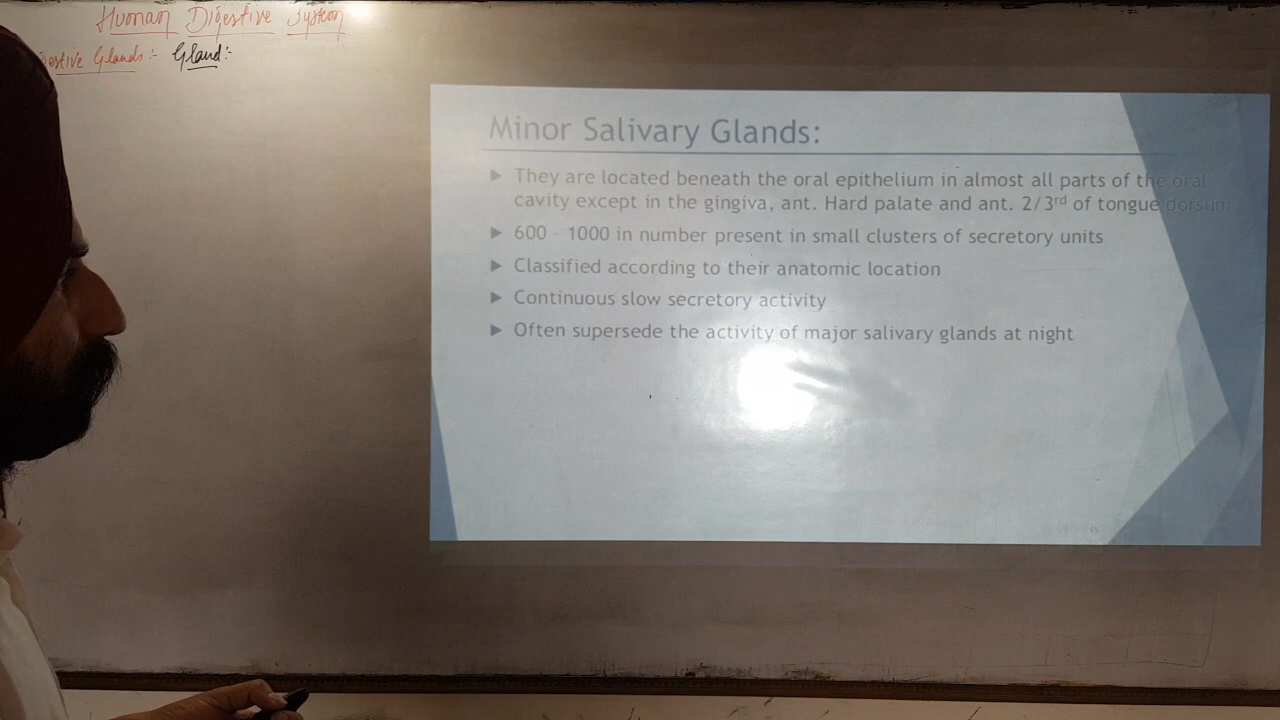 Human Digestive System
estive Glands:- Gland:-
Minor Salivary Glands:
They are located beneath the oral epithelium in almost all parts of the oral
cavity except in the gingiva, ant. Hard palate and ant. 2/3rd of tongue dorsum
600 - 1000 in number present in small clusters of secretory units
Classified according to their anatomic location
Continuous slow secretory activity
Often supersede the activity of major salivary glands at night